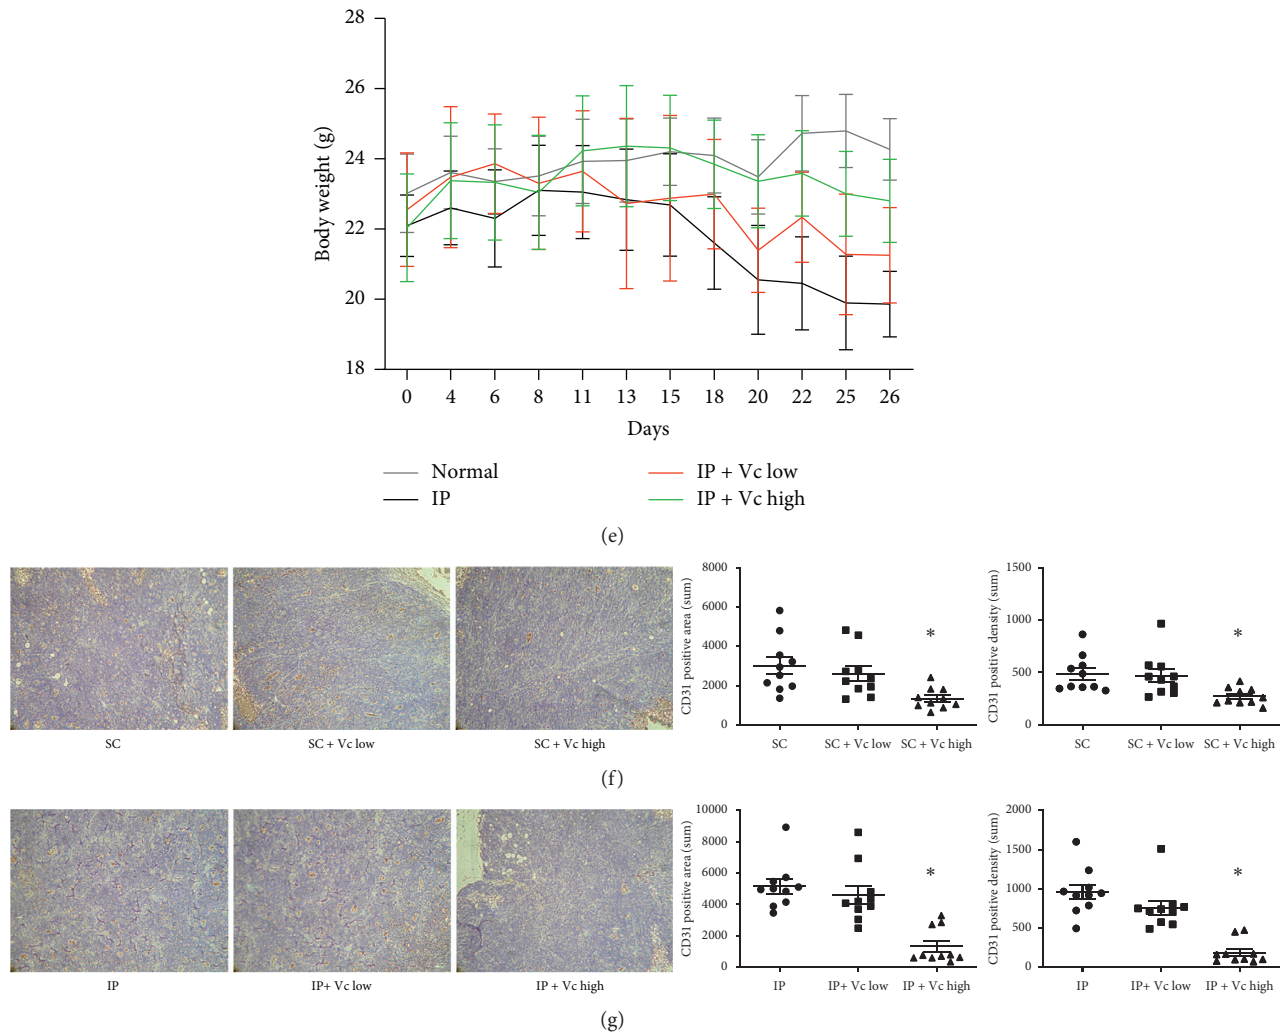 28
26
24
22
20
18
Body weight (g)
0 4 6 8 11 13 15 18 20 22 25 26
Days
Normal
IP
IP + Vc low
IP + Vc high
(e)
SC
SC + Vc low
SC + Vc high
CD31 positive area (sum)
8000
6000
4000
2000
0
*
SC SC + Vc low SC + Vc high
CD31 positive density (sum)
1500
1000
500
0
*
SC SC + Vc low SC + Vc high
(f)
IP
IP+ Vc low
IP + Vc high
CD31 positive area (sum)
10000
8000
6000
4000
2000
0
*
IP IP+ Vc low IP + Vc high
CD31 positive density (sum)
2000
1500
1000
500
0
*
IP IP+ Vc low IP + Vc high
(g)